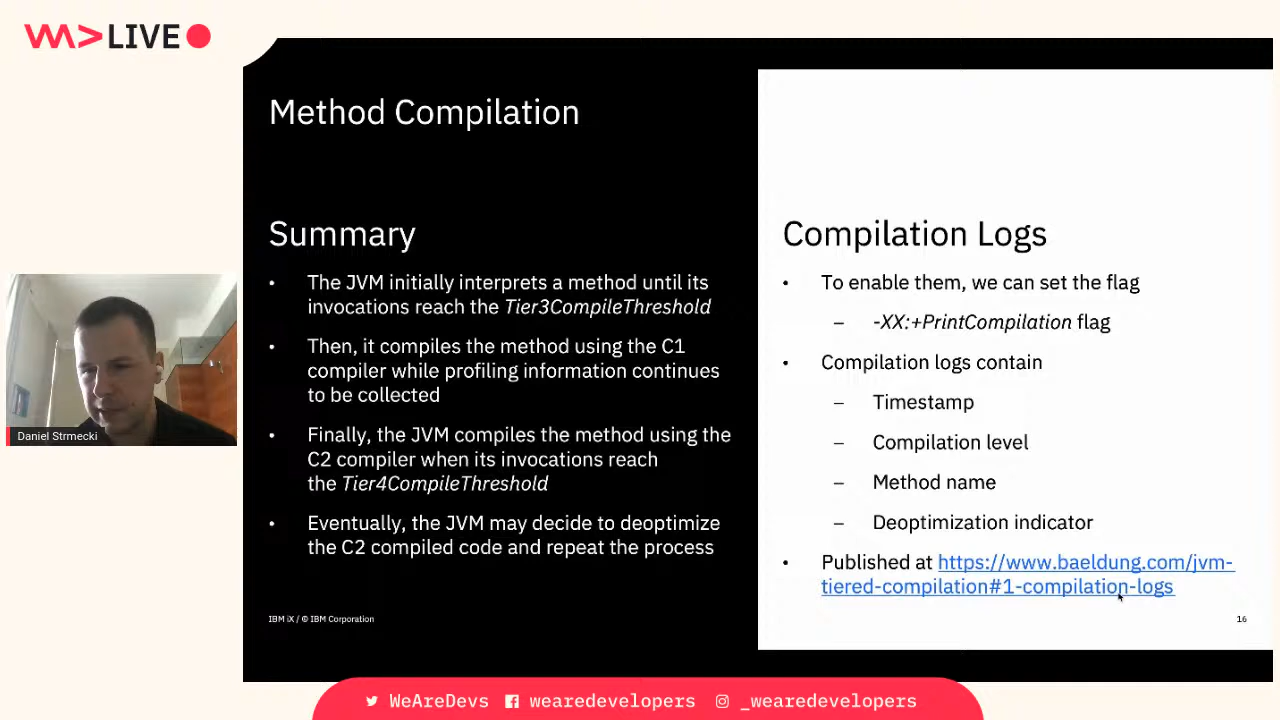 WA>LIVE
Method Compilation
Summary
• The JVM initially interprets a method until its
invocations reach the Tier3CompileThreshold
• Then, it compiles the method using the C1
compiler while profiling information continues
to be collected
• Finally, the JVM compiles the method using the
C2 compiler when its invocations reach
the Tier4CompileThreshold
• Eventually, the JVM may decide to deoptimize
the C2 compiled code and repeat the process
IBM iX / © IBM Corporation
Compilation Logs
• To enable them, we can set the flag
– -XX:+PrintCompilation flag
• Compilation logs contain
– Timestamp
– Compilation level
– Method name
– Deoptimization indicator
• Published at https://www.baeldung.com/jvm-
tiered-compilation#1-compilation-logs
16
Daniel Strmecki
WeAreDevs wearedevelopers _wearedevelopers